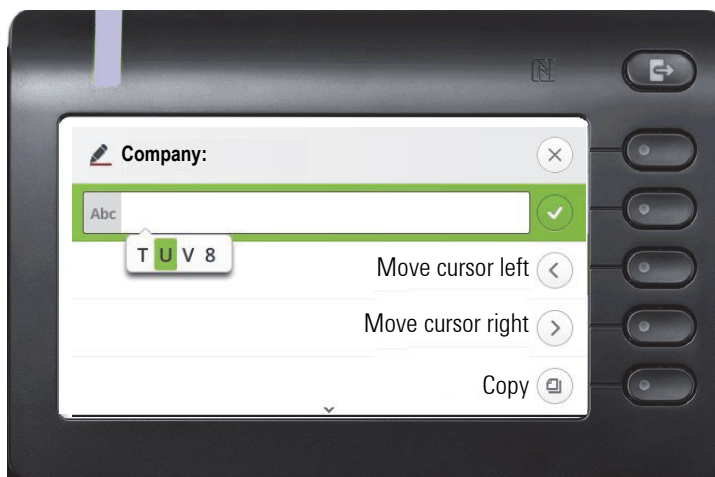 Company:
Abc
T U V 8
Move cursor left
Move cursor right
Copy